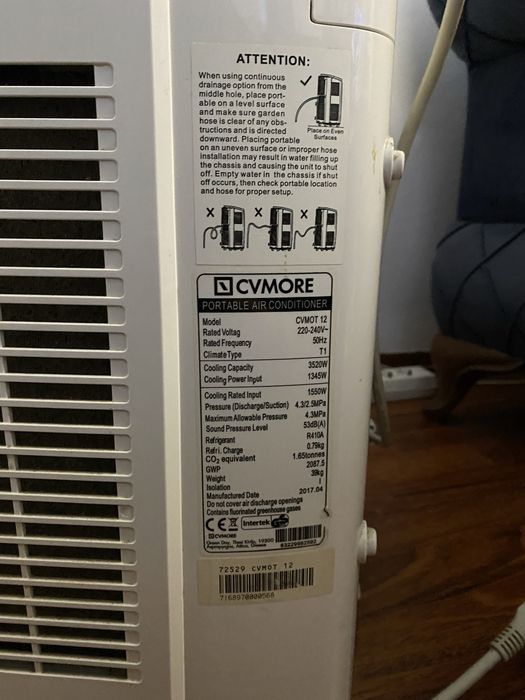 ATTENTION:
When using continuous
drainage option from the
middle hole, place port-
able on a level surface
and make sure garden
hose is clear of any obs-
tructions and is directed
downward. Placing portable
on an uneven surface or improper hose
installation may result in water filling up
the chassis and causing the unit to shut
off. Empty water in the chassis if shut
off occurs, then check portable location
and hose for proper setup.
Place on Even
Surfaces
X X X
CVMORE
PORTABLE AIR CONDITIONER
Model CVMOT 12
Rated Voltag 220-240V~
Rated Frequency 50Hz
Climate Type T1
Cooling Capacity 3520W
Cooling Power Input 1345W
Cooling Rated Input 1550W
Pressure (Discharge/Suction) 4.3/2.5MPa
Maximum Allowable Pressure 4.3MPa
Sound Pressure Level 53dB(A)
Refrigerant R410A
Refri. Charge 0.79kg
CO₂ equivalent 1.65tonnes
GWP 2087.5
Weight 39kg
Isolation I
Manufactured Date 2017.04
Do not cover air discharge openings
Contains fluorinated greenhouse gases
CE Intertek
CVMORE
72529 CVMOT 12
7168970000568